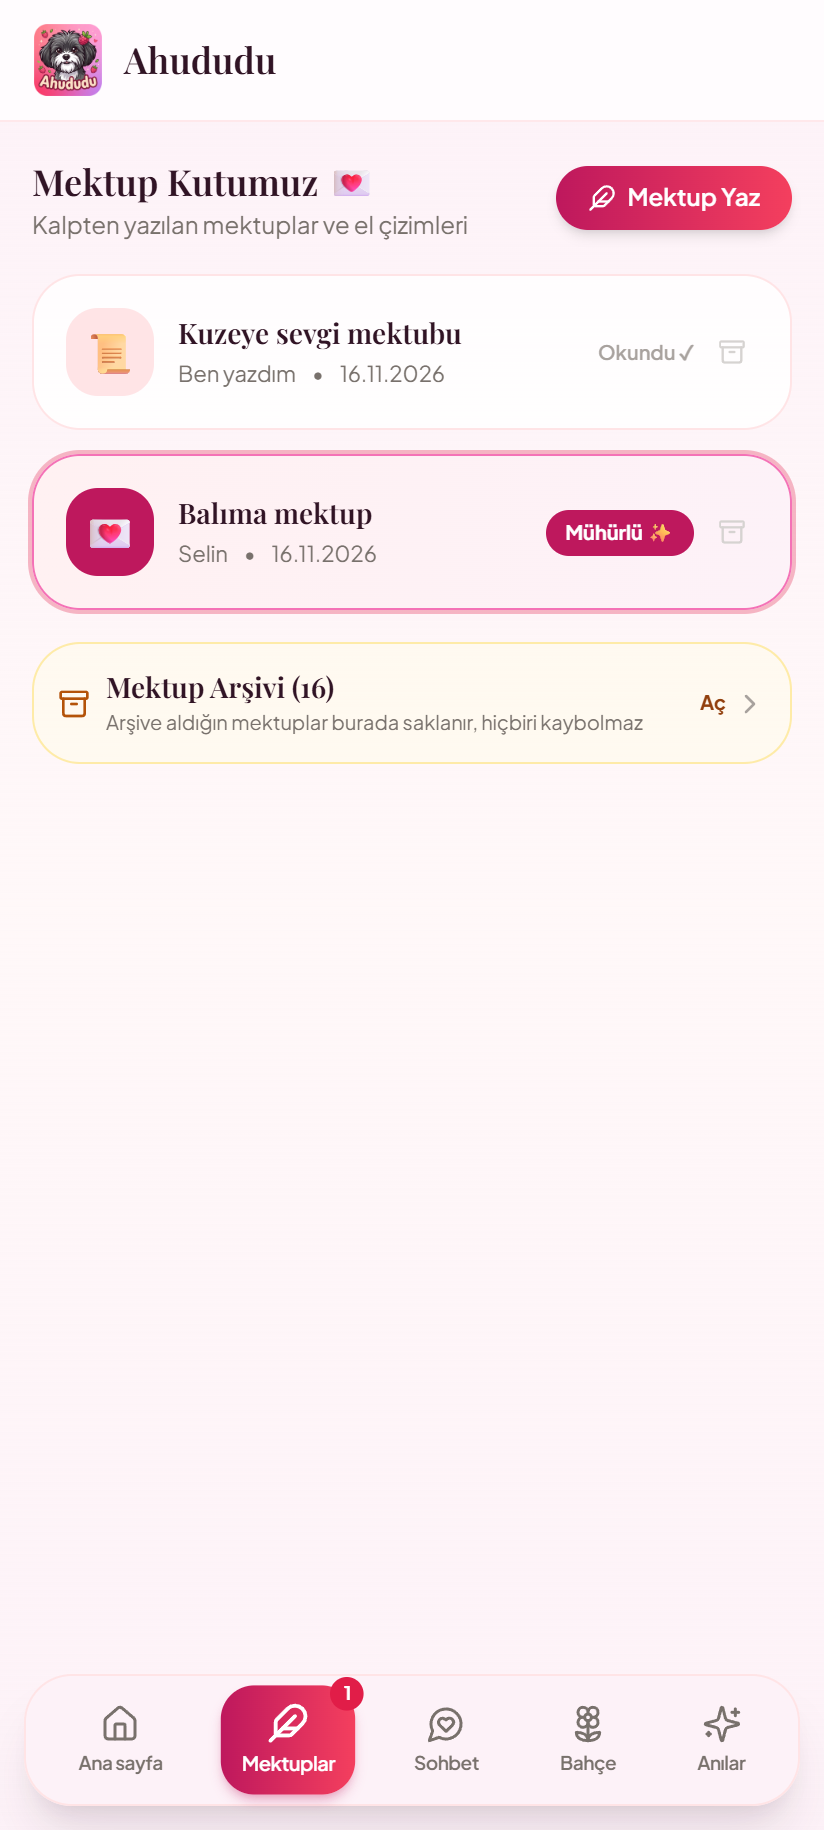 Ahududu
Ahududu
Mektup Kutumuz 💌
Kalpten yazılan mektuplar ve el çizimleri
Mektup Yaz
Kuzeye sevgi mektubu
Ben yazdım • 16.11.2026
Okundu ✓
Balıma mektup
Selin • 16.11.2026
Mühürlü ✨
Mektup Arşivi (16)
Arşive aldığın mektuplar burada saklanır, hiçbiri kaybolmaz
Aç
1
Ana sayfa
Mektuplar
Sohbet
Bahçe
Anılar